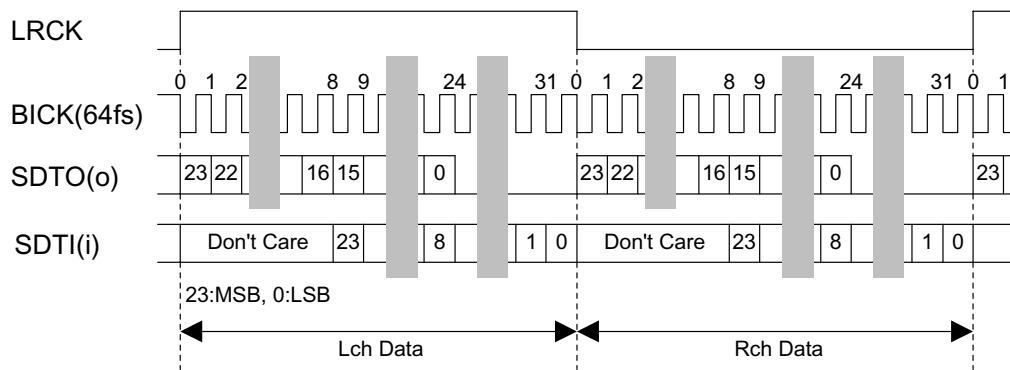 LRCK
0 1 2 8 9 24 31 0 1 2 8 9 24 31 0 1
BICK(64fs)
SDTO(o) 23 22 16 15 0 23 22 16 15 0 23
SDTI(i) Don't Care 23 8 1 0 Don't Care 23 8 1 0
23:MSB, 0:LSB
Lch Data Rch Data